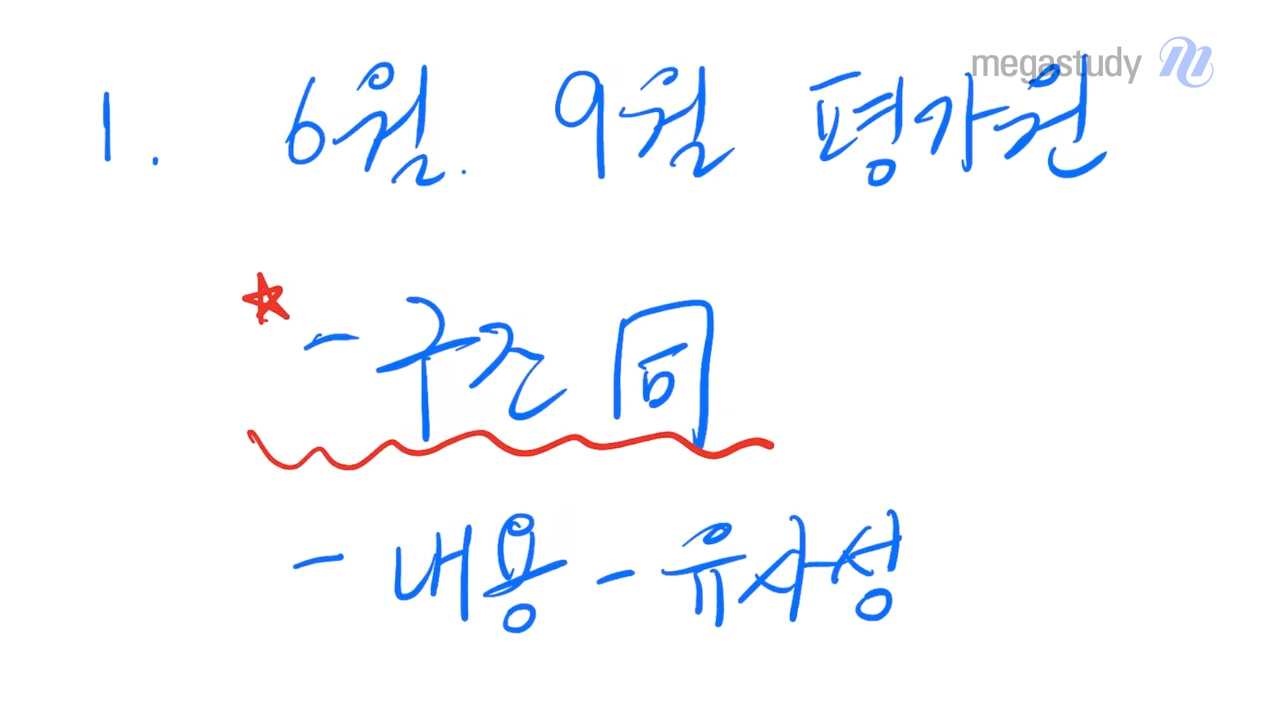 megastudy
1. 6월. 9월 평가원
- 구조 同
- 내용 - 유사성